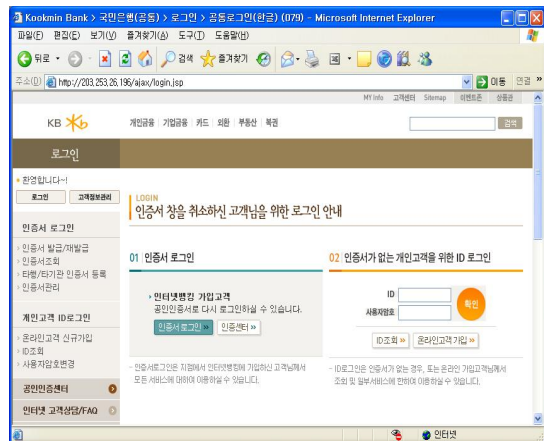 Kookmin Bank > 국민은행(공통) > 로그인 > 공통로그인(한글) (079) - Microsoft Internet Explorer
파일(F) 편집(E) 보기(V) 즐겨찾기(A) 도구(T) 도움말(H)
뒤로 검색 즐겨찾기
주소(D) http://203,253,26,196/ajax/login.jsp 이동 연결 »
MY Info 고객센터 Sitemap 이벤트존 상품권
KB Kb 개인금융 기업금융 카드 외환 부동산 복권 검색
로그인
환영합니다~!
로그인 고객정보관리
LOGIN
인증서 창을 취소하신 고객님을 위한 로그인 안내
인증서 로그인
인증서 발급/재발급
인증서조회
타행/타기관 인증서 등록
인증서관리
개인고객 ID로그인
온라인고객 신규가입
ID조회
사용자암호변경
공인인증센터
인터넷 고객상담/FAQ
01 인증서 로그인
인터넷뱅킹 가입고객
공인인증서로 다시 로그인하실 수 있습니다.
인증서로그인 » 인증센터 »
- 인증서로그인은 지점에서 인터넷뱅킹에 가입하신 고객님께서
모든 서비스에 대하여 이용하실 수 있습니다.
02 인증서가 없는 개인고객을 위한 ID 로그인
ID
사용자암호
확인
ID조회 » 온라인고객가입 »
- ID로그인은 인증서가 없는 경우, 또는 온라인 가입고객님께서
조회 및 일부서비스에 한하여 이용하실 수 있습니다.
인터넷